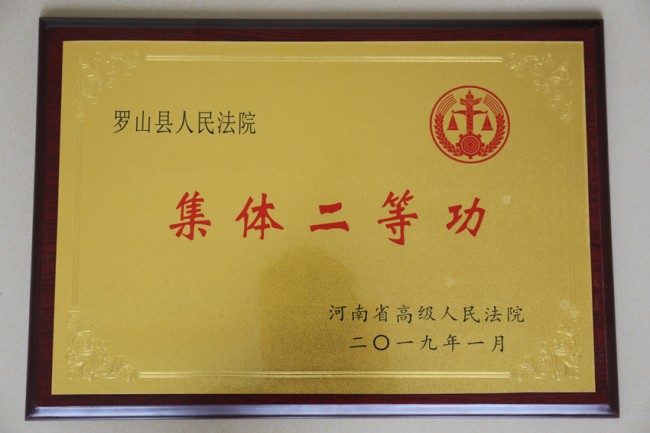 罗山县人民法院
集体二等功
河南省高级人民法院
二〇一九年一月